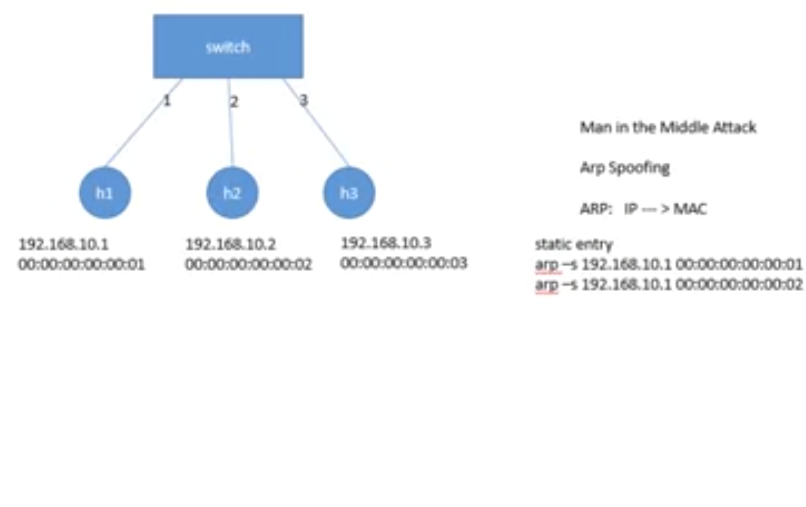 switch
1
2
3
Man in the Middle Attack
Arp Spoofing
h1
h2
h3
ARP: IP --- > MAC
192.168.10.1
00:00:00:00:00:01
192.168.10.2
00:00:00:00:00:02
192.168.10.3
00:00:00:00:00:03
static entry
arp –s 192.168.10.1 00:00:00:00:00:01
arp –s 192.168.10.1 00:00:00:00:00:02